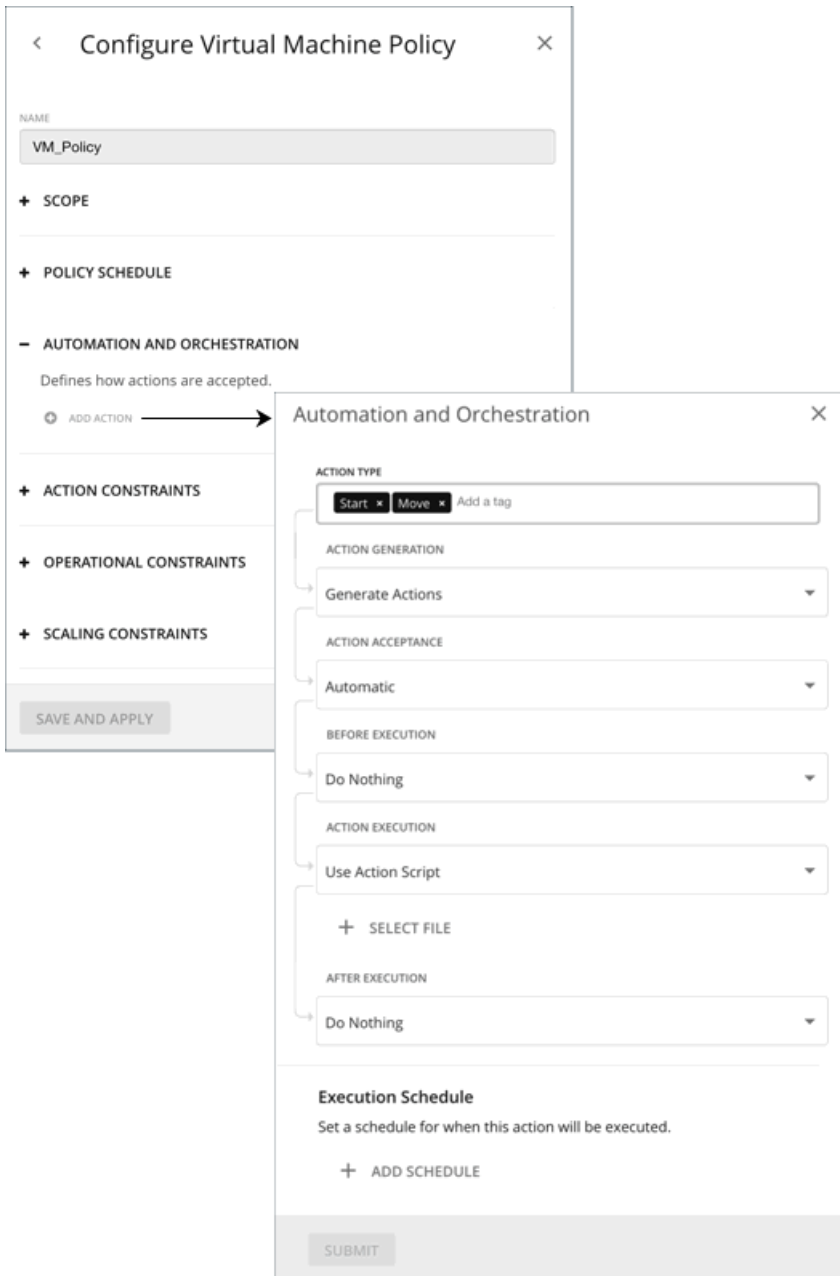 Configure Virtual Machine Policy
NAME
VM_Policy
SCOPE
POLICY SCHEDULE
AUTOMATION AND ORCHESTRATION
Defines how actions are accepted.
ADD ACTION
ACTION CONSTRAINTS
OPERATIONAL CONSTRAINTS
SCALING CONSTRAINTS
SAVE AND APPLY
Automation and Orchestration
ACTION TYPE
Start × Move × Add a tag
ACTION GENERATION
Generate Actions
ACTION ACCEPTANCE
Automatic
BEFORE EXECUTION
Do Nothing
ACTION EXECUTION
Use Action Script
SELECT FILE
AFTER EXECUTION
Do Nothing
Execution Schedule
Set a schedule for when this action will be executed.
ADD SCHEDULE
SUBMIT